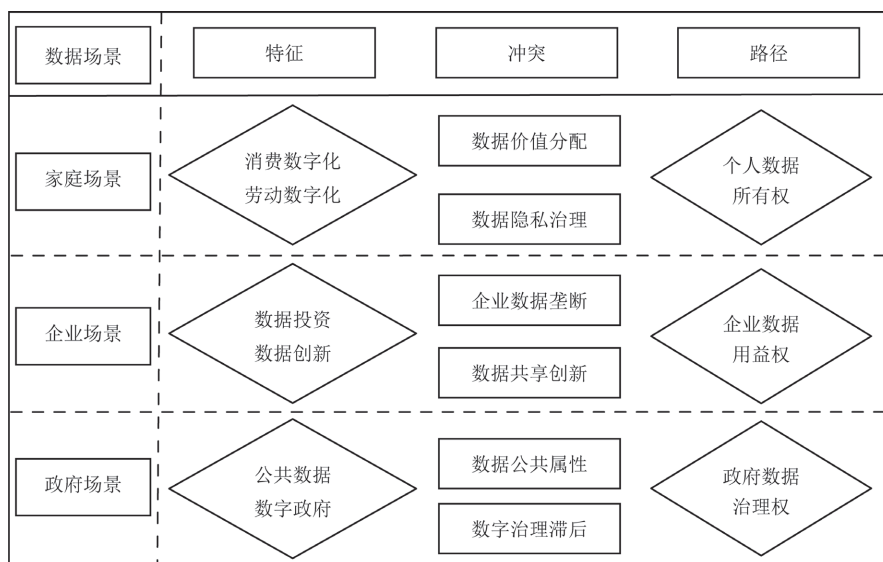 数据场景
特征
冲突
路径
家庭场景
消费数字化
劳动数字化
数据价值分配
数据隐私治理
个人数据
所有权
企业场景
数据投资
数据创新
企业数据垄断
数据共享创新
企业数据
用益权
政府场景
公共数据
数字政府
数据公共属性
数字治理滞后
政府数据
治理权